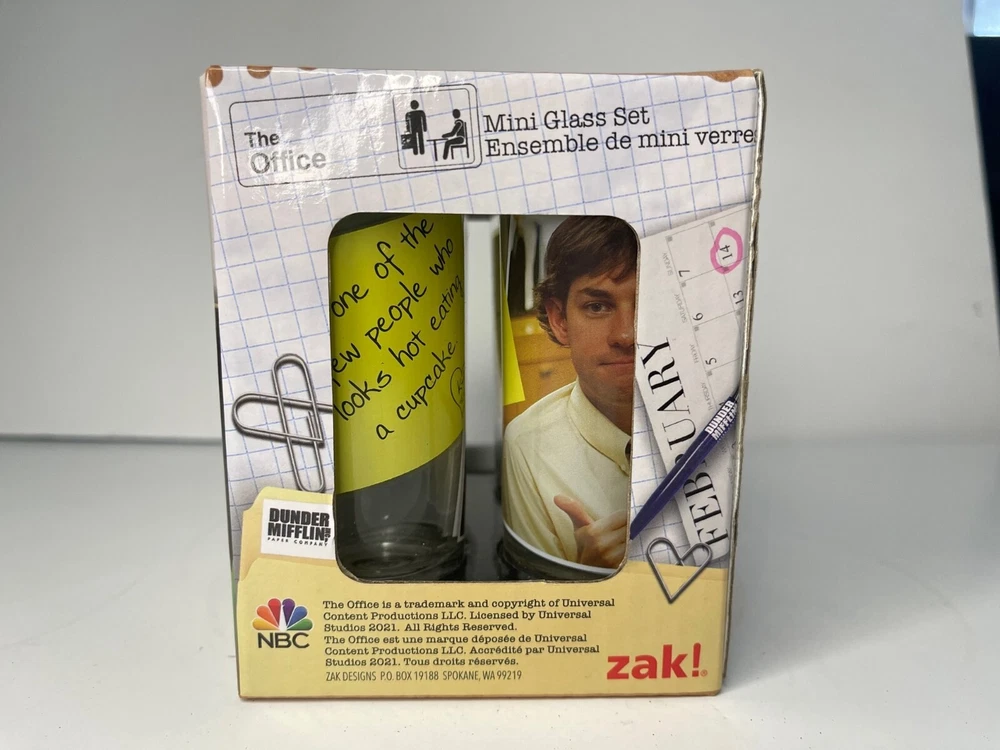 The
Office
Mini Glass Set
Ensemble de mini verre
one of the
few people who
looks hot eating
a cupcake.
14
7
13
6
5
FEBRUARY
DUNDER
MIFFLIN
DUNDER
MIFFLIN INC
PAPER COMPANY
NBC
The Office is a trademark and copyright of Universal
Content Productions LLC. Licensed by Universal
Studios 2021. All Rights Reserved.
The Office est une marque déposée de Universal
Content Productions LLC. Accrédité par Universal
Studios 2021. Tous droits réservés.
ZAK DESIGNS P.O. BOX 19188 SPOKANE, WA 99219
zak!®